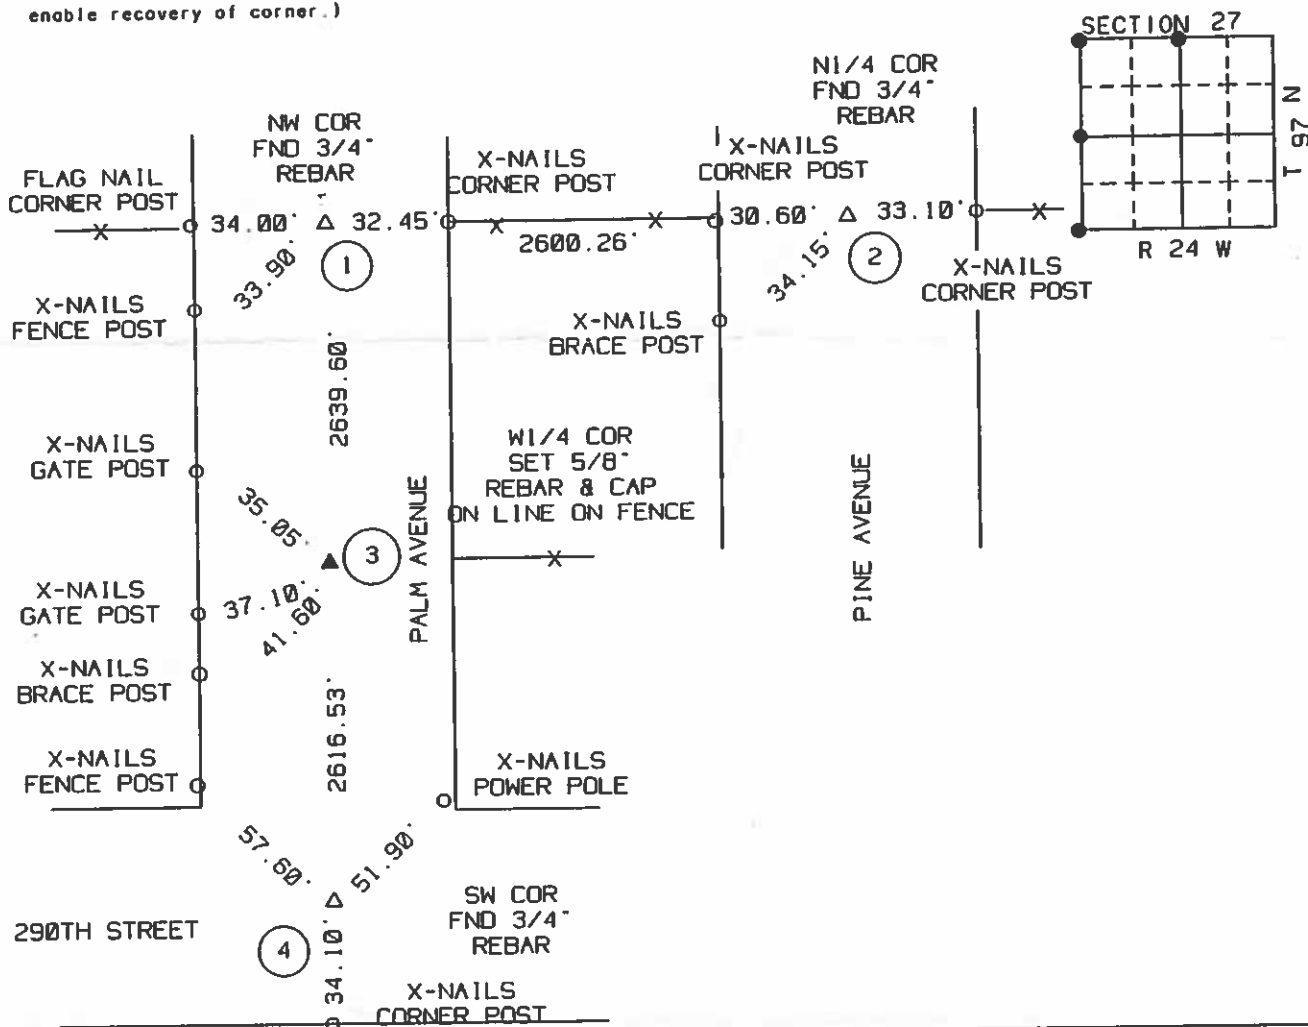 enable recovery of corner.)
SECTION 27
T 97 N
R 24 W
N1/4 COR
FND 3/4"
REBAR
NW COR
FND 3/4"
REBAR
FLAG NAIL
CORNER POST
X-NAILS
CORNER POST
X-NAILS
CORNER POST
34.00'
32.45'
2600.26'
30.60'
33.10'
33.90'
1
34.15'
2
X-NAILS
CORNER POST
X-NAILS
FENCE POST
X-NAILS
BRACE POST
2639.60'
X-NAILS
GATE POST
W1/4 COR
SET 5/8"
REBAR & CAP
ON LINE ON FENCE
35.05'
3
PALM AVENUE
PINE AVENUE
X-NAILS
GATE POST
37.10'
41.60'
X-NAILS
BRACE POST
2616.53'
X-NAILS
FENCE POST
X-NAILS
POWER POLE
57.60'
51.90'
SW COR
FND 3/4"
REBAR
290TH STREET
4
34.10'
X-NAILS
CORNER POST